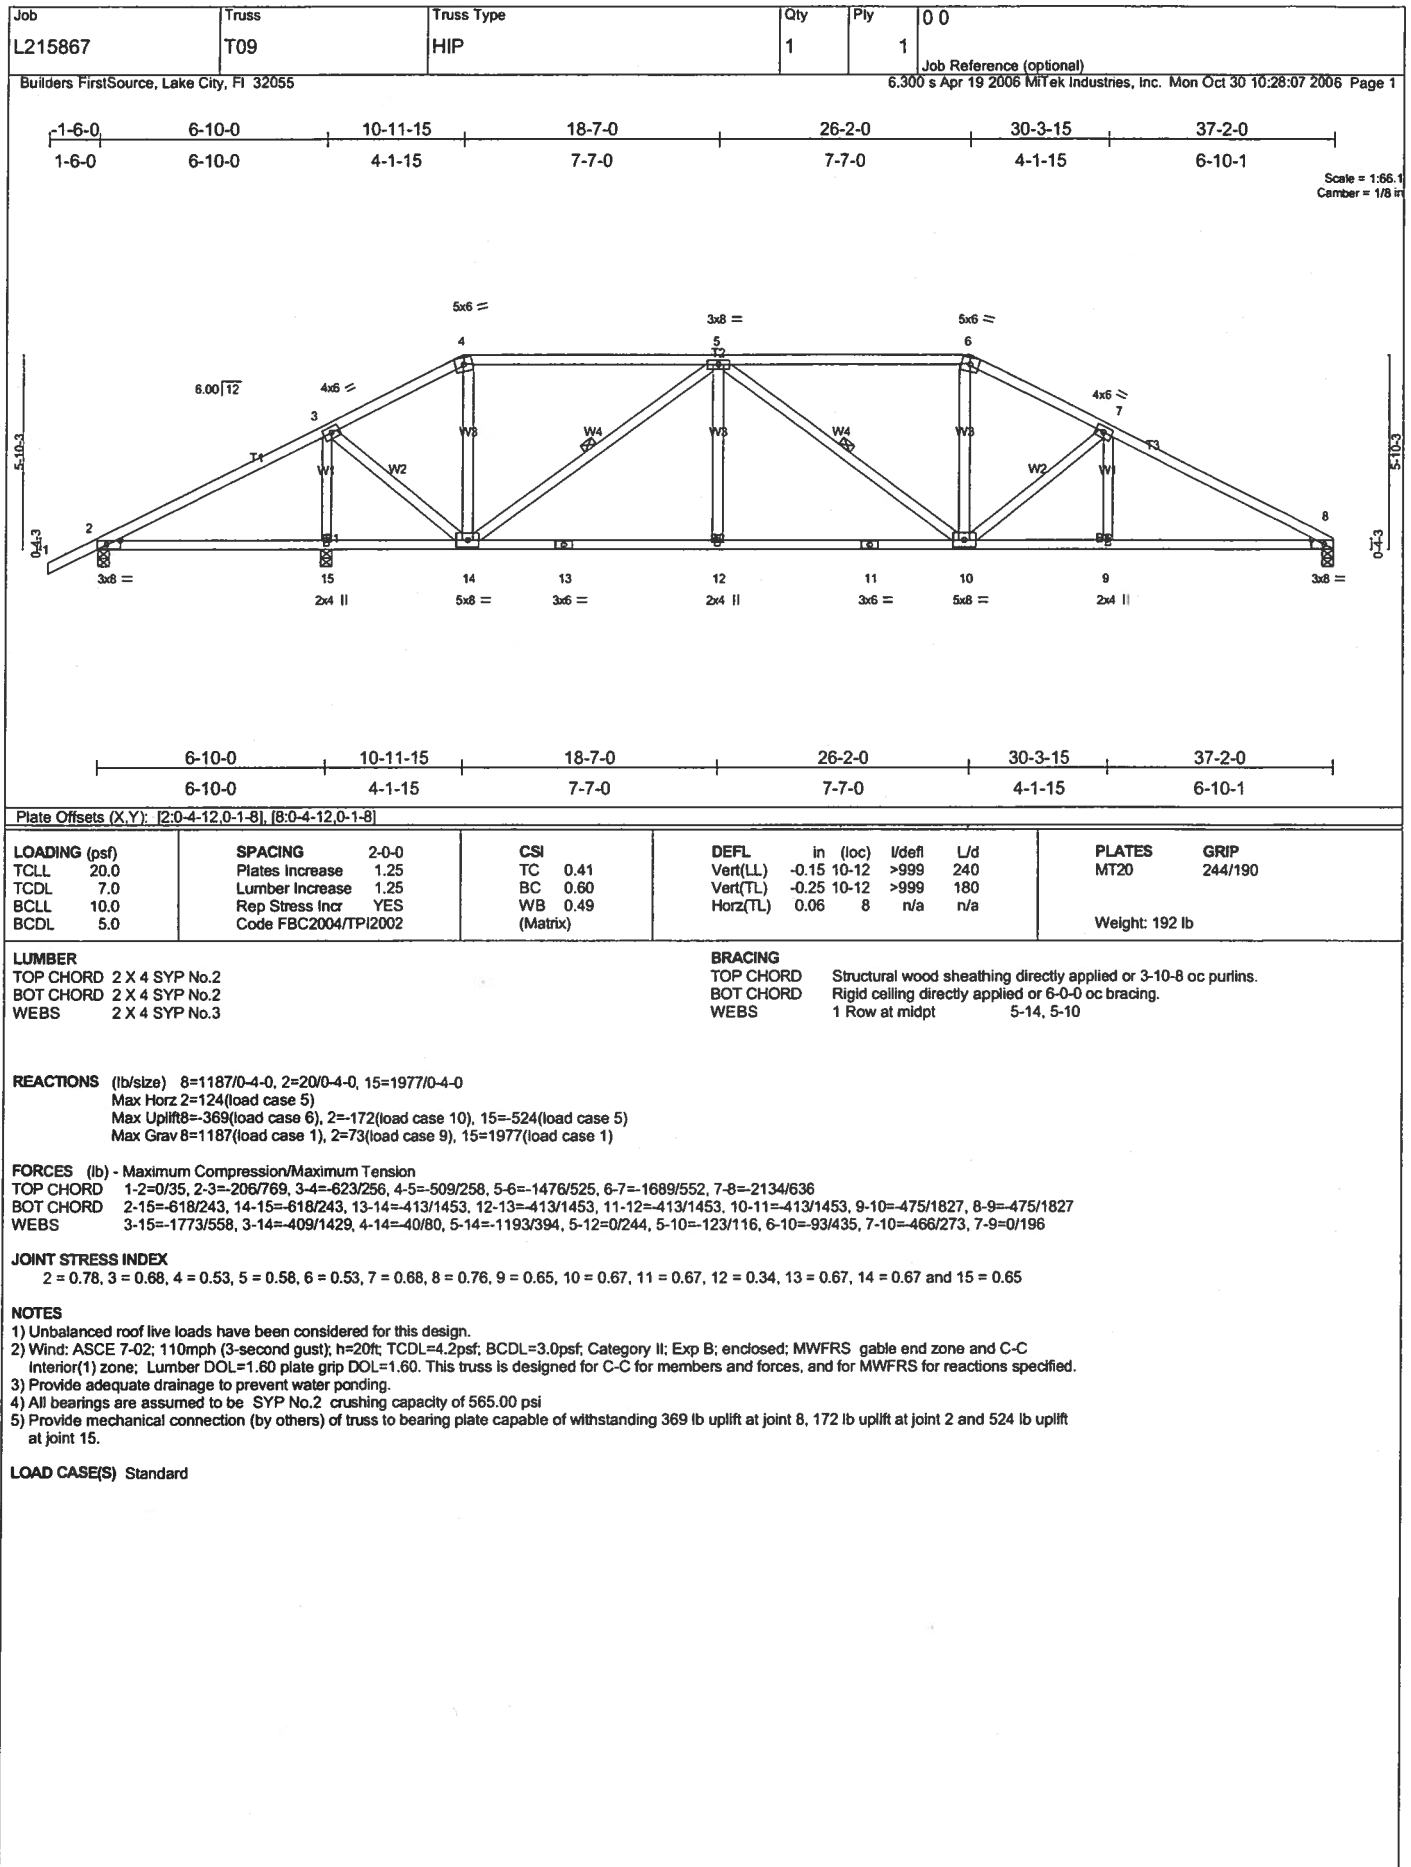 Job Truss Truss Type Qty Ply 0 0
L215867 T09 HIP 1 1
Job Reference (optional)
Builders FirstSource, Lake City, Fl 32055 6.300 s Apr 19 2006 MiTek Industries, Inc. Mon Oct 30 10:28:07 2006 Page 1
-1-6-0 6-10-0 10-11-15 18-7-0 26-2-0 30-3-15 37-2-0
1-6-0 6-10-0 4-1-15 7-7-0 7-7-0 4-1-15 6-10-1
Scale = 1:66.1
Camber = 1/8 in
5x6 = 3x8 = 5x6 =
4 5 6
T2
6.00 12 4x6 = 4x6 =
3 7
5-10-3 T1 W1 W2 W3 W4 W3 W4 W3 W2 W1 T3 5-10-3
2 8
0-4-3 1 0-4-3
3x8 = 15 14 13 12 11 10 9 3x8 =
2x4 || 5x8 = 3x6 = 2x4 || 3x6 = 5x8 = 2x4 ||
6-10-0 10-11-15 18-7-0 26-2-0 30-3-15 37-2-0
6-10-0 4-1-15 7-7-0 7-7-0 4-1-15 6-10-1
Plate Offsets (X,Y): [2:0-4-12,0-1-8], [8:0-4-12,0-1-8]
LOADING (psf) SPACING 2-0-0 CSI DEFL in (loc) l/defl L/d PLATES GRIP
TCLL 20.0 Plates Increase 1.25 TC 0.41 Vert(LL) -0.15 10-12 >999 240 MT20 244/190
TCDL 7.0 Lumber Increase 1.25 BC 0.60 Vert(TL) -0.25 10-12 >999 180
BCLL 10.0 Rep Stress Incr YES WB 0.49 Horz(TL) 0.06 8 n/a n/a
BCDL 5.0 Code FBC2004/TPI2002 (Matrix) Weight: 192 lb
LUMBER BRACING
TOP CHORD 2 X 4 SYP No.2 TOP CHORD Structural wood sheathing directly applied or 3-10-8 oc purlins.
BOT CHORD 2 X 4 SYP No.2 BOT CHORD Rigid ceiling directly applied or 6-0-0 oc bracing.
WEBS 2 X 4 SYP No.3 WEBS 1 Row at midpt 5-14, 5-10
REACTIONS (lb/size) 8=1187/0-4-0, 2=20/0-4-0, 15=1977/0-4-0
Max Horz 2=124(load case 5)
Max Uplift8=-369(load case 6), 2=-172(load case 10), 15=-524(load case 5)
Max Grav 8=1187(load case 1), 2=73(load case 9), 15=1977(load case 1)
FORCES (lb) - Maximum Compression/Maximum Tension
TOP CHORD 1-2=0/35, 2-3=-206/769, 3-4=-623/256, 4-5=-509/258, 5-6=-1476/525, 6-7=-1689/552, 7-8=-2134/636
BOT CHORD 2-15=-618/243, 14-15=-618/243, 13-14=-413/1453, 12-13=-413/1453, 11-12=-413/1453, 10-11=-413/1453, 9-10=-475/1827, 8-9=-475/1827
WEBS 3-15=-1773/558, 3-14=-409/1429, 4-14=-40/80, 5-14=-1193/394, 5-12=0/244, 5-10=-123/116, 6-10=-93/435, 7-10=-466/273, 7-9=0/196
JOINT STRESS INDEX
2 = 0.78, 3 = 0.68, 4 = 0.53, 5 = 0.58, 6 = 0.53, 7 = 0.68, 8 = 0.76, 9 = 0.65, 10 = 0.67, 11 = 0.67, 12 = 0.34, 13 = 0.67, 14 = 0.67 and 15 = 0.65
NOTES
1) Unbalanced roof live loads have been considered for this design.
2) Wind: ASCE 7-02; 110mph (3-second gust); h=20ft; TCDL=4.2psf; BCDL=3.0psf; Category II; Exp B; enclosed; MWFRS gable end zone and C-C
Interior(1) zone; Lumber DOL=1.60 plate grip DOL=1.60. This truss is designed for C-C for members and forces, and for MWFRS for reactions specified.
3) Provide adequate drainage to prevent water ponding.
4) All bearings are assumed to be SYP No.2 crushing capacity of 565.00 psi
5) Provide mechanical connection (by others) of truss to bearing plate capable of withstanding 369 lb uplift at joint 8, 172 lb uplift at joint 2 and 524 lb uplift
at joint 15.
LOAD CASE(S) Standard